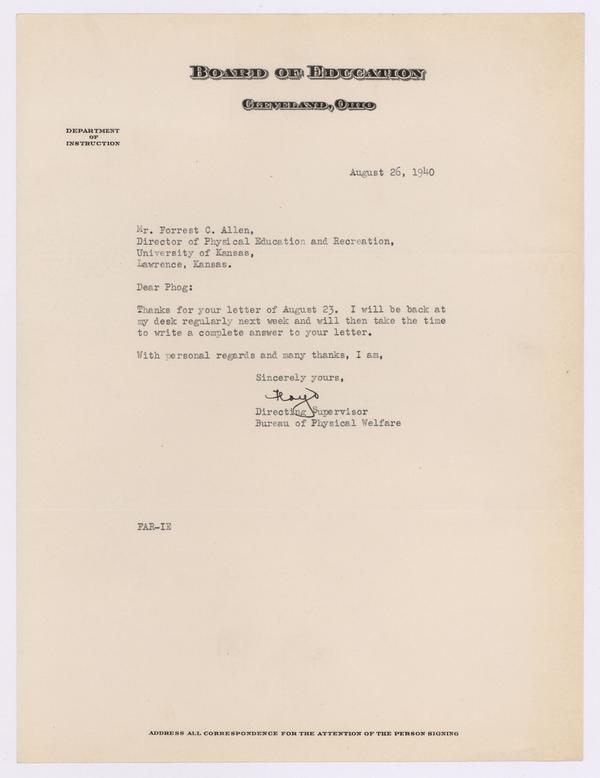 BOARD OF EDUCATION
CLEVELAND, OHIO
DEPARTMENT
OF
INSTRUCTION
August 26, 1940
Mr. Forrest C. Allen,
Director of Physical Education and Recreation,
University of Kansas,
Lawrence, Kansas.
Dear Phog:
Thanks for your letter of August 23. I will be back at
my desk regularly next week and will then take the time
to write a complete answer to your letter.
With personal regards and many thanks, I am,
Sincerely yours,
Directing Supervisor
Bureau of Physical Welfare
FAR-IE
ADDRESS ALL CORRESPONDENCE FOR THE ATTENTION OF THE PERSON SIGNING